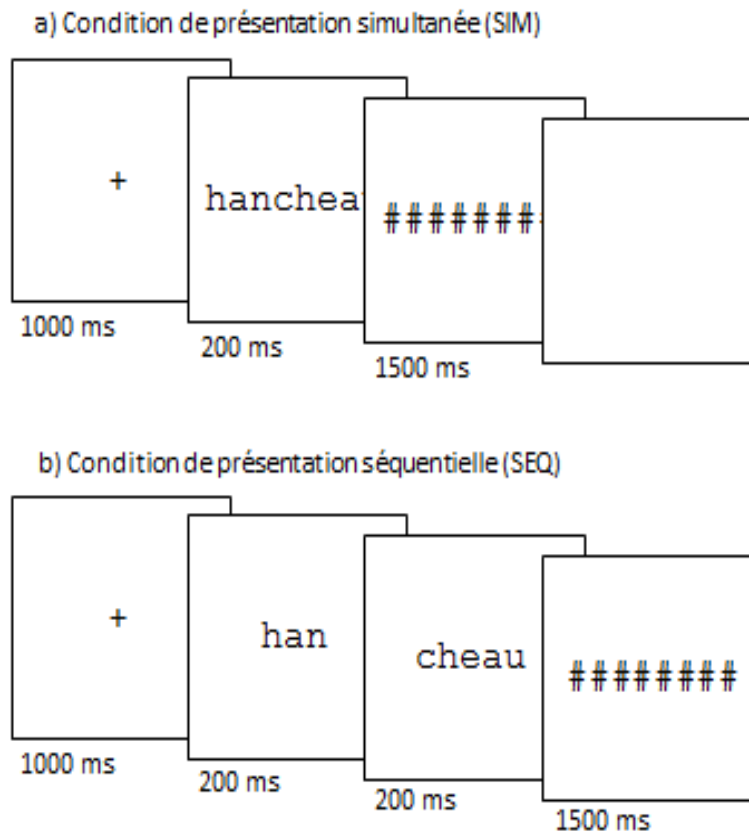 a) Condition de présentation simultanée (SIM)
+
hanchea
########
1000 ms
200 ms
1500 ms
b) Condition de présentation séquentielle (SEQ)
+
han
cheau
########
1000 ms
200 ms
200 ms
1500 ms